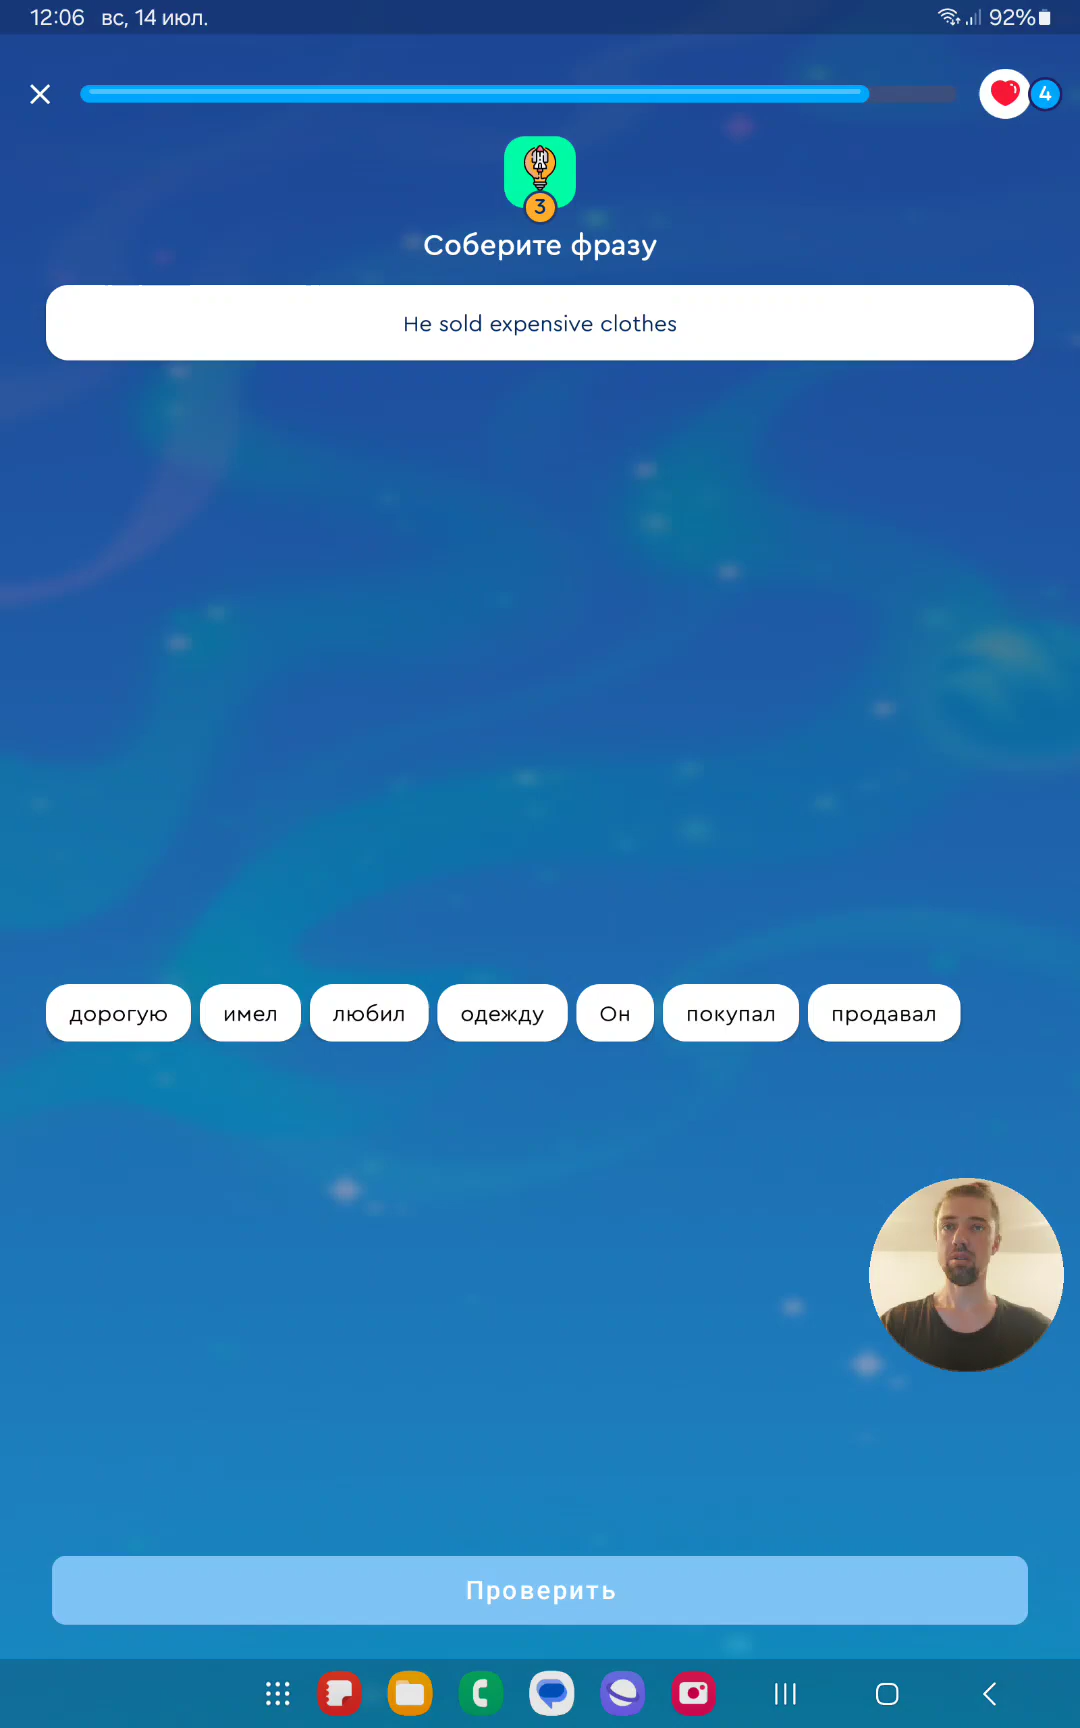 12:06 вс, 14 июл. 92%
4
3
Соберите фразу
He sold expensive clothes
дорогую имел любил одежду Он покупал продавал
Проверить